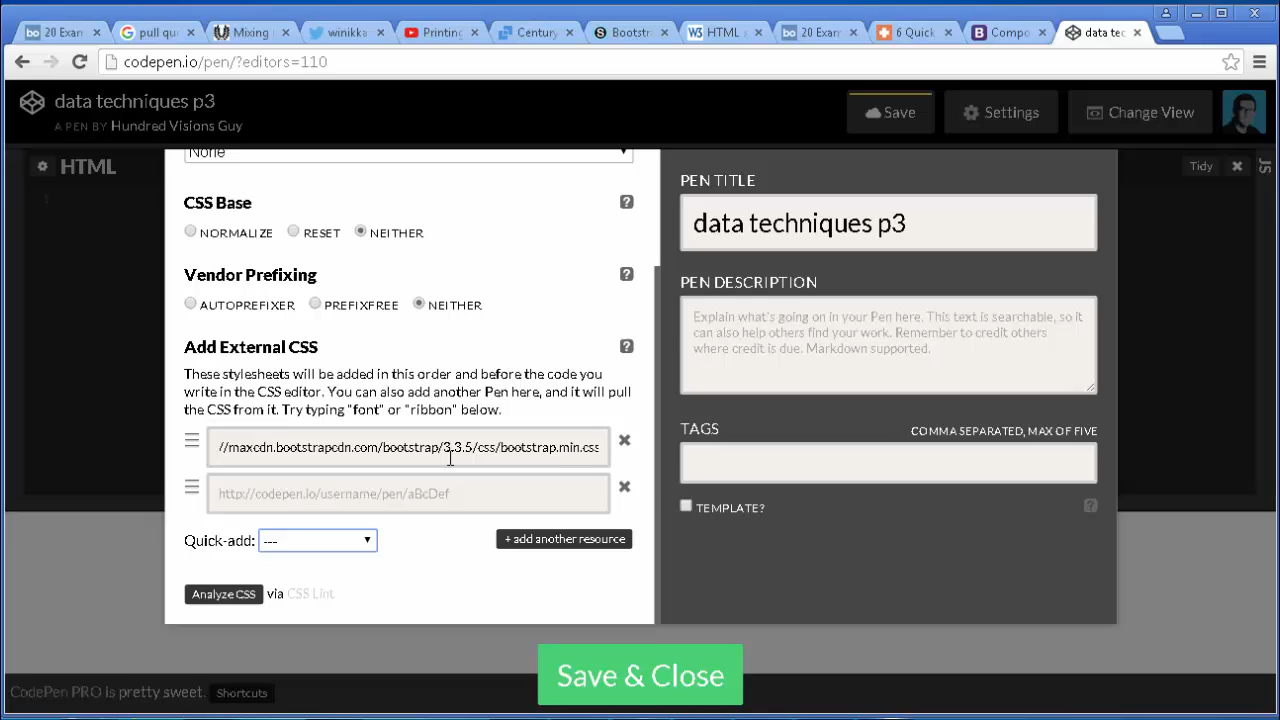 20 Exam
pull qu
Mixing
winikka
Printing
Century
Bootstr
HTML s
20 Exam
6 Quick
Compo
data tec
codepen.io/pen/?editors=110
data techniques p3
A PEN BY Hundred Visions Guy
Save
Settings
Change View
HTML
Tidy
JS
1
None
CSS Base
?
NORMALIZE RESET NEITHER
Vendor Prefixing
?
AUTOPREFIXER PREFIXFREE NEITHER
Add External CSS
?
These stylesheets will be added in this order and before the code you
write in the CSS editor. You can also add another Pen here, and it will pull
the CSS from it. Try typing "font" or "ribbon" below.
//maxcdn.bootstrapcdn.com/bootstrap/3.3.5/css/bootstrap.min.css
http://codepen.io/username/pen/aBcDef
Quick-add: ---
+ add another resource
Analyze CSS via CSS Lint
PEN TITLE
data techniques p3
PEN DESCRIPTION
Explain what's going on in your Pen here. This text is searchable, so it
can also help others find your work. Remember to credit others
where credit is due. Markdown supported.
TAGS
COMMA SEPARATED, MAX OF FIVE
TEMPLATE?
?
Save & Close
CodePen PRO is pretty sweet. Shortcuts